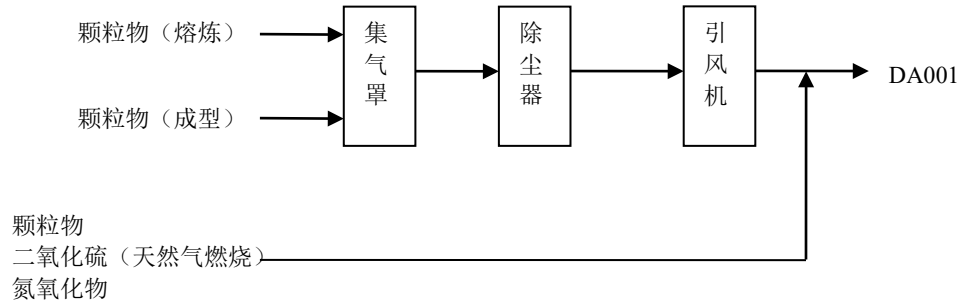 颗粒物（熔炼）
颗粒物（成型）
集气罩
除尘器
引风机
DA001
颗粒物
二氧化硫（天然气燃烧）
氮氧化物